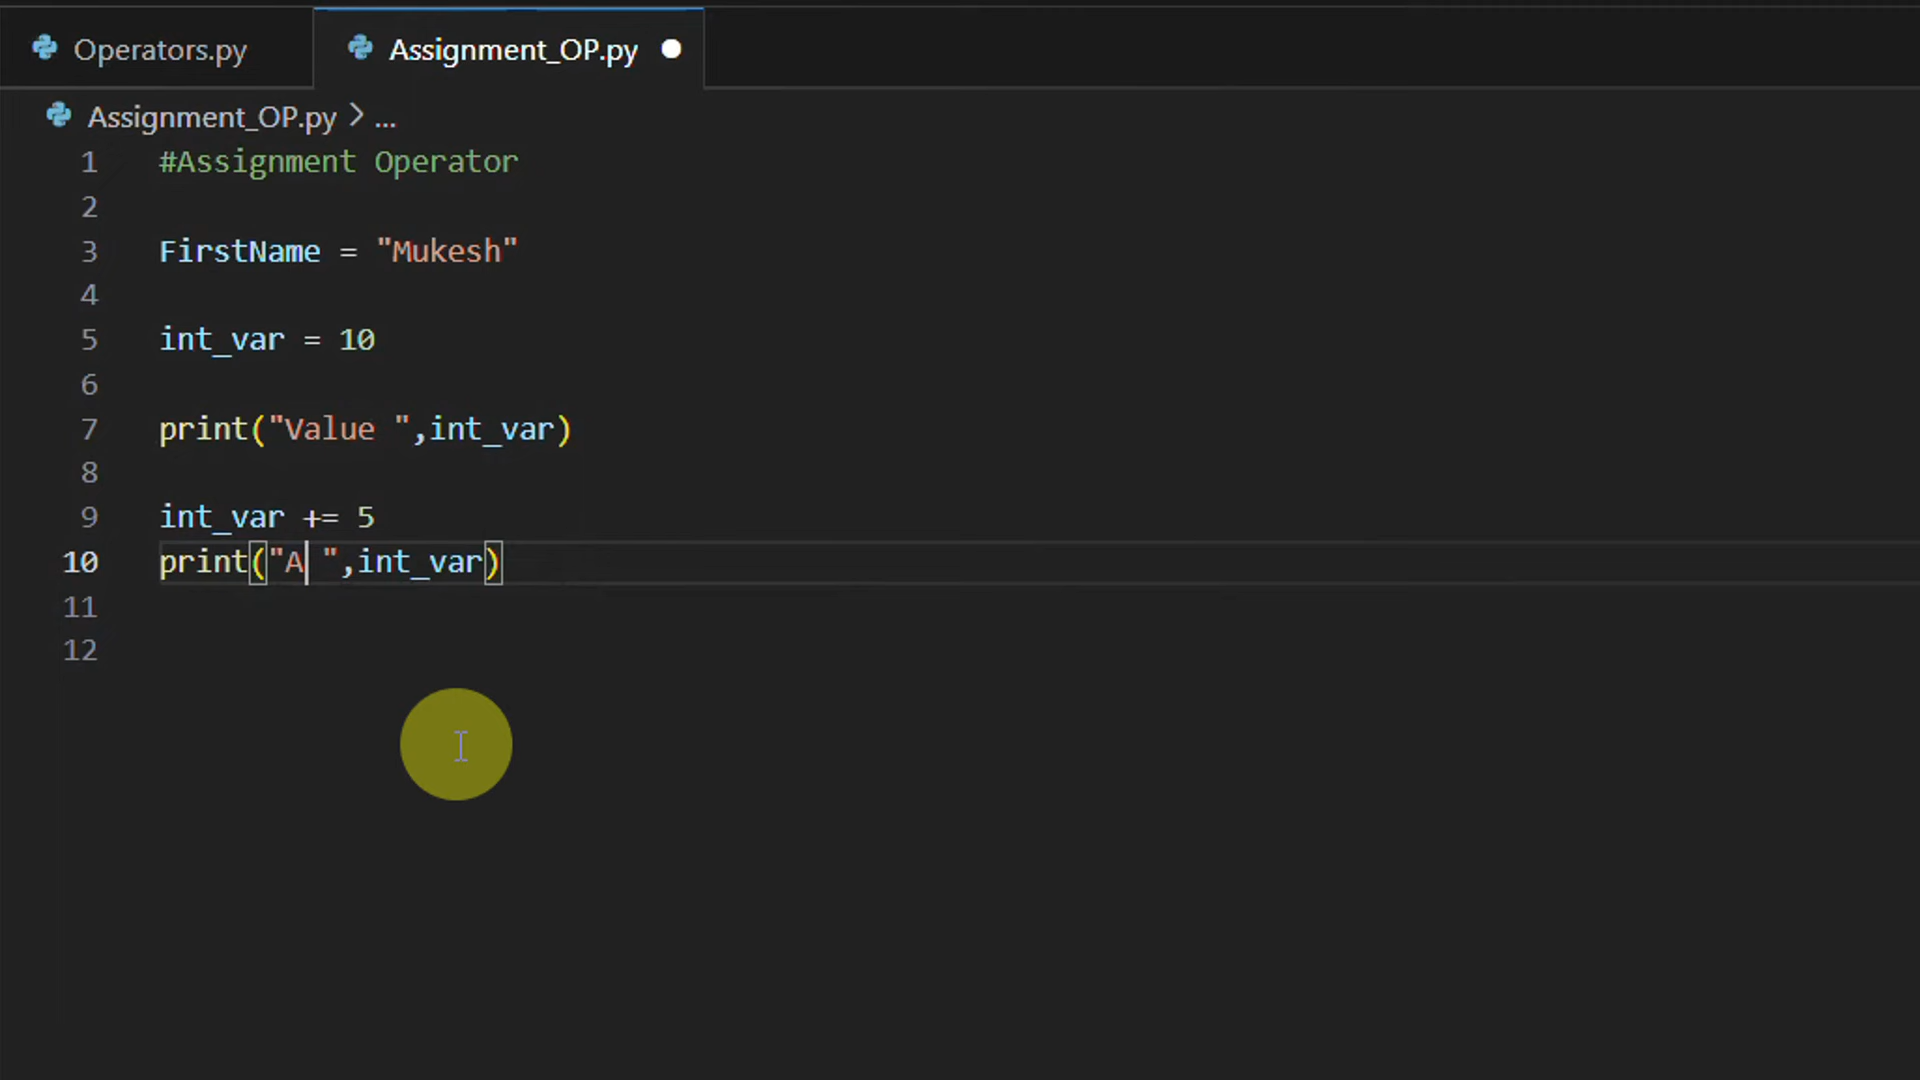 Operators.py Assignment_OP.py
Assignment_OP.py > ...
1 #Assignment Operator
2
3 FirstName = "Mukesh"
4
5 int_var = 10
6
7 print("Value ",int_var)
8
9 int_var += 5
10 print("A ",int_var)
11
12